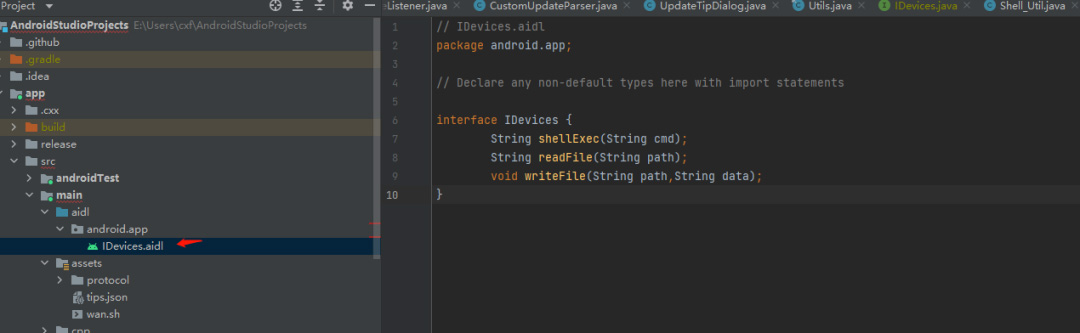 Project
AndroidStudioProjects E:\Users\cxf\AndroidStudioProjects
.github
.gradle
.idea
app
.cxx
build
release
src
androidTest
main
aidl
android.app
IDevices.aidl
assets
protocol
tips.json
wan.sh
cpp
Listener.java
CustomUpdateParser.java
UpdateTipDialog.java
Utils.java
IDevices.java
Shell_Util.java
1 // IDevices.aidl
2 package android.app;
3
4 // Declare any non-default types here with import statements
5
6 interface IDevices {
7 String shellExec(String cmd);
8 String readFile(String path);
9 void writeFile(String path,String data);
10 }